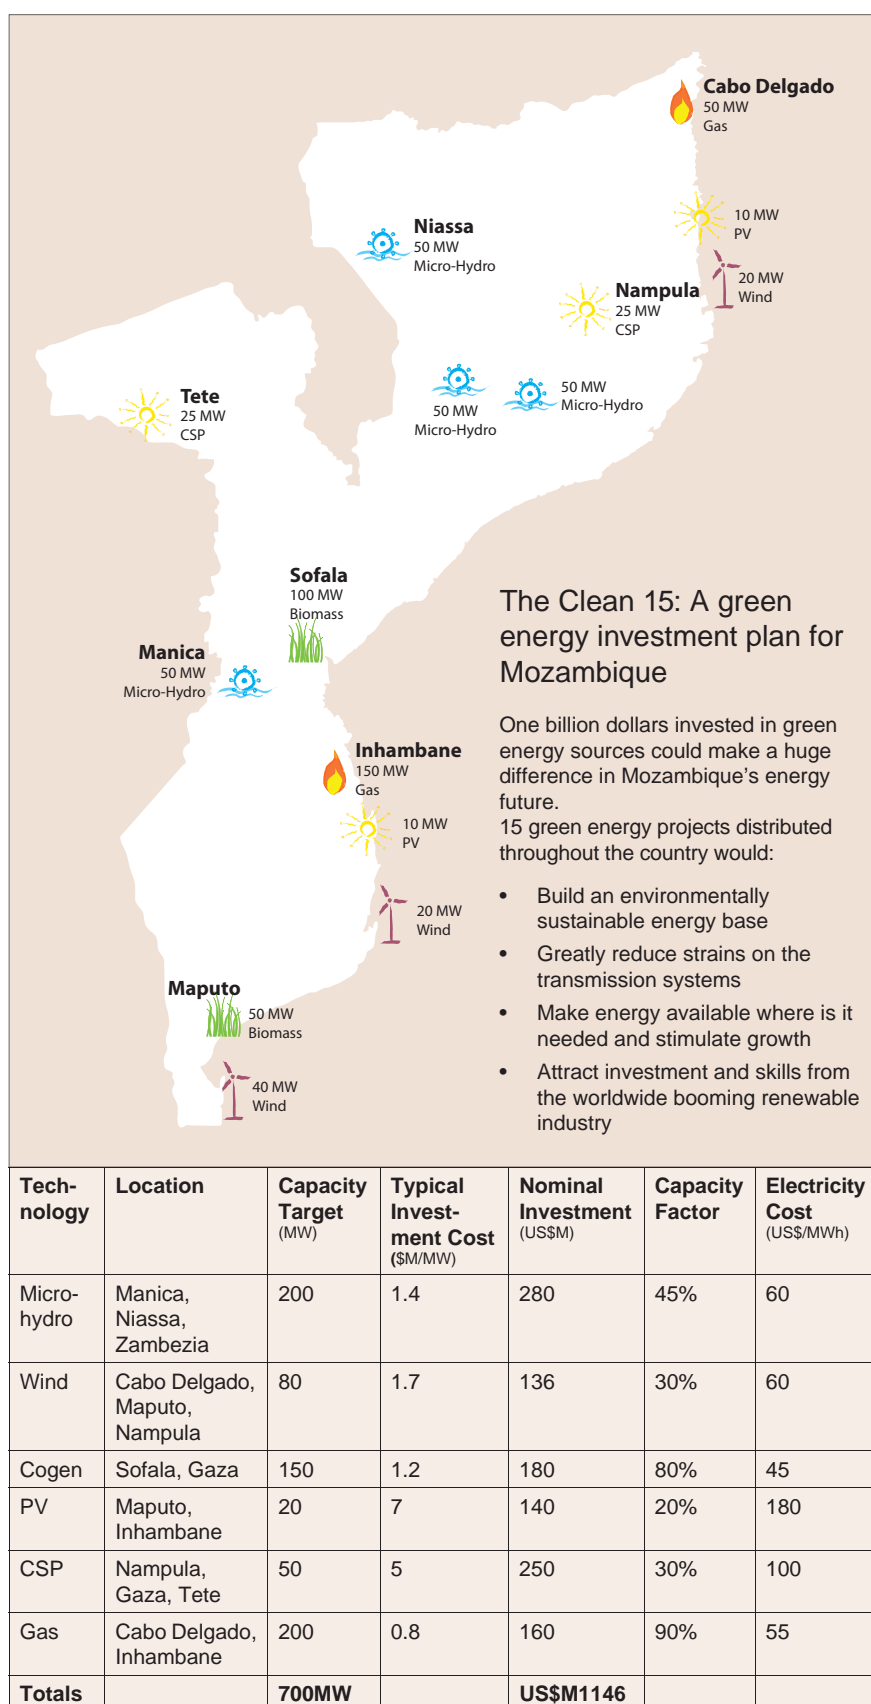 Cabo Delgado
50 MW
Gas
10 MW
PV
20 MW
Wind
Niassa
50 MW
Micro-Hydro
Nampula
25 MW
CSP
50 MW
Micro-Hydro
50 MW
Micro-Hydro
Tete
25 MW
CSP
Sofala
100 MW
Biomass
Manica
50 MW
Micro-Hydro
Inhambane
150 MW
Gas
10 MW
PV
20 MW
Wind
Maputo
50 MW
Biomass
40 MW
Wind
The Clean 15: A green
energy investment plan for
Mozambique
One billion dollars invested in green
energy sources could make a huge
difference in Mozambique’s energy
future.
15 green energy projects distributed
throughout the country would:
• Build an environmentally
sustainable energy base
• Greatly reduce strains on the
transmission systems
• Make energy available where is it
needed and stimulate growth
• Attract investment and skills from
the worldwide booming renewable
industry
Tech-
nology
Location
Capacity
Target
(MW)
Typical
Invest-
ment Cost
($M/MW)
Nominal
Investment
(US$M)
Capacity
Factor
Electricity
Cost
(US$/MWh)
Micro-
hydro
Manica,
Niassa,
Zambezia
200
1.4
280
45%
60
Wind
Cabo Delgado,
Maputo,
Nampula
80
1.7
136
30%
60
Cogen
Sofala, Gaza
150
1.2
180
80%
45
PV
Maputo,
Inhambane
20
7
140
20%
180
CSP
Nampula,
Gaza, Tete
50
5
250
30%
100
Gas
Cabo Delgado,
Inhambane
200
0.8
160
90%
55
Totals
700MW
US$M1146